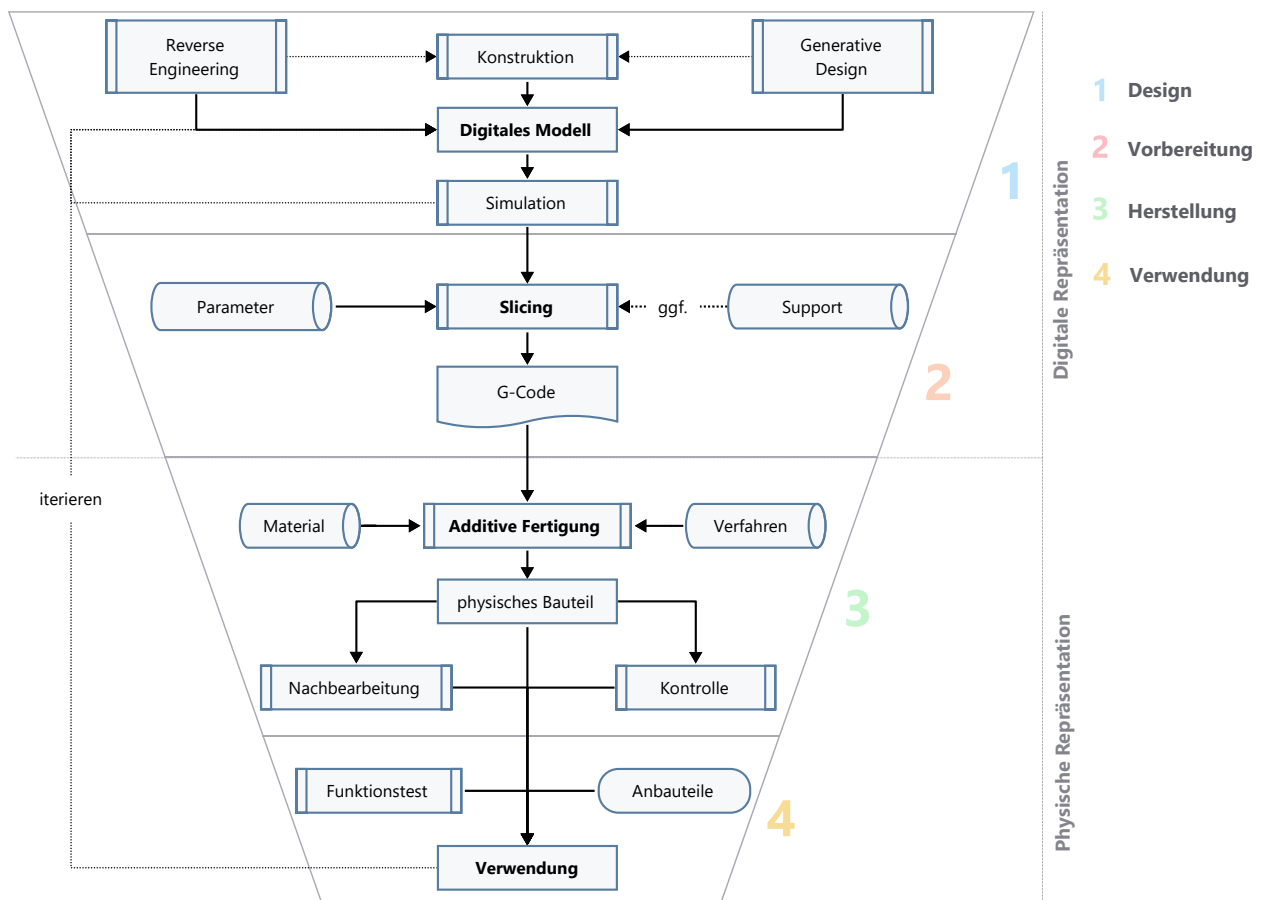 Reverse
Engineering
Konstruktion
Generative
Design
Digitales Modell
Simulation
1
Parameter
Slicing
ggf.
Support
G-Code
2
iterieren
Material
Additive Fertigung
Verfahren
physisches Bauteil
3
Nachbearbeitung
Kontrolle
Funktionstest
Anbauteile
4
Verwendung
Digitale Repräsentation
Physische Repräsentation
1 Design
2 Vorbereitung
3 Herstellung
4 Verwendung